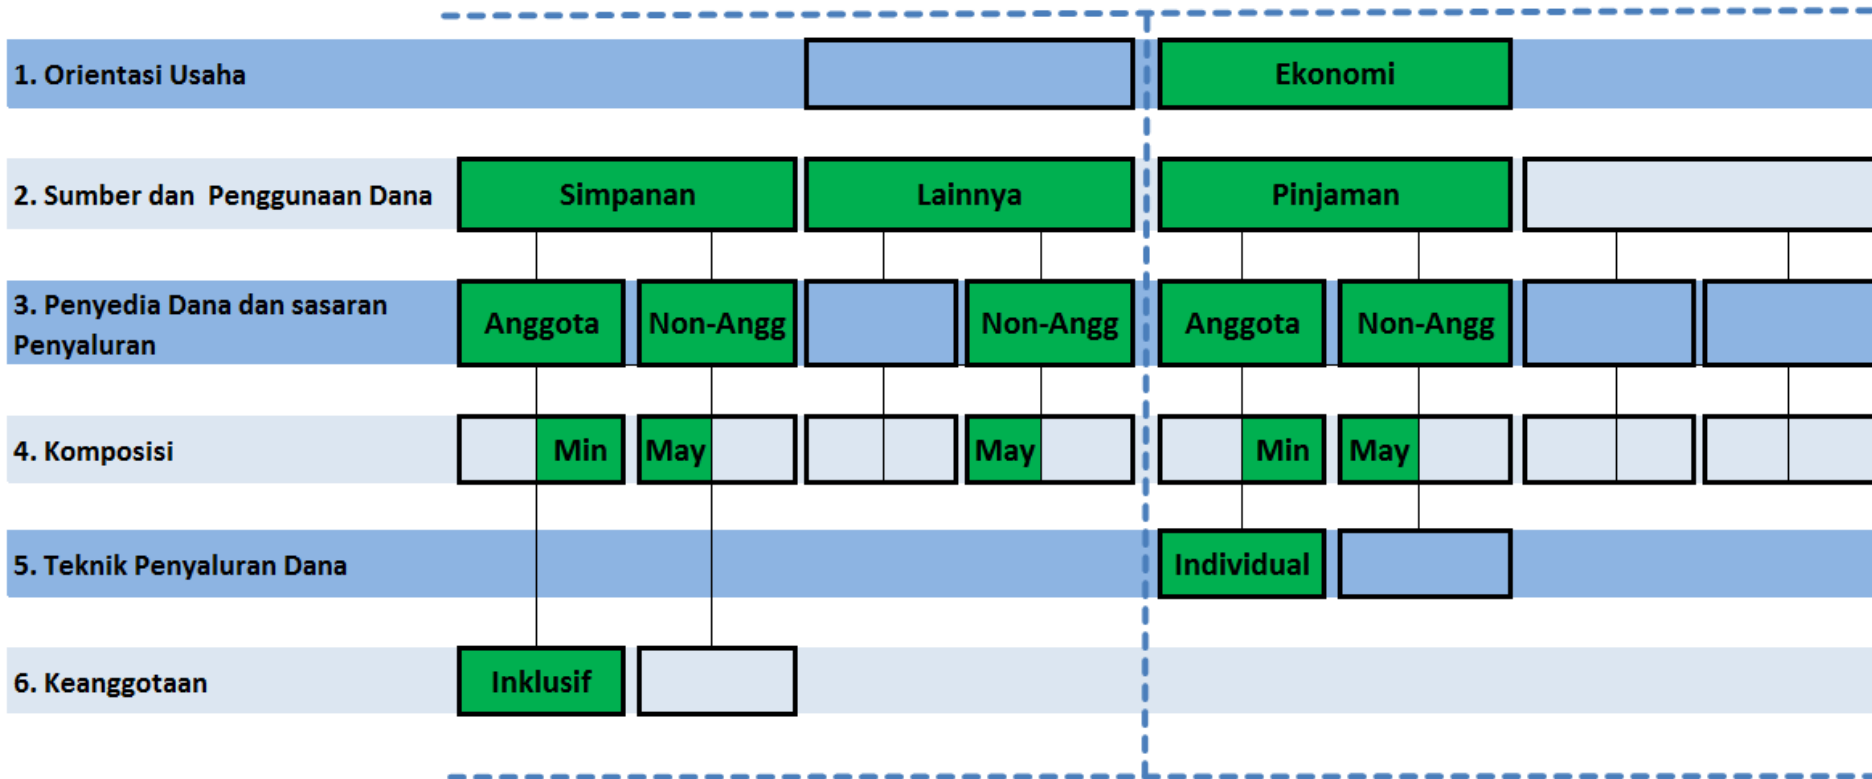 1. Orientasi Usaha
Ekonomi
2. Sumber dan Penggunaan Dana
Simpanan
Lainnya
Pinjaman
3. Penyedia Dana dan sasaran
Penyaluran
Anggota
Non-Angg
Non-Angg
Anggota
Non-Angg
4. Komposisi
Min
May
May
Min
May
5. Teknik Penyaluran Dana
Individual
6. Keanggotaan
Inklusif